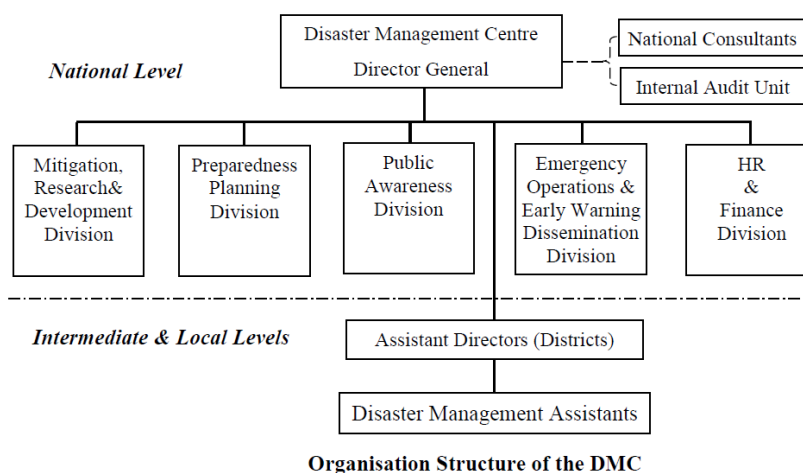 Disaster Management Centre
Director General
National Consultants
Internal Audit Unit
National Level
Mitigation,
Research&
Development
Division
Preparedness
Planning
Division
Public
Awareness
Division
Emergency
Operations &
Early Warning
Dissemination
Division
HR
&
Finance
Division
Intermediate & Local Levels
Assistant Directors (Districts)
Disaster Management Assistants
Organisation Structure of the DMC